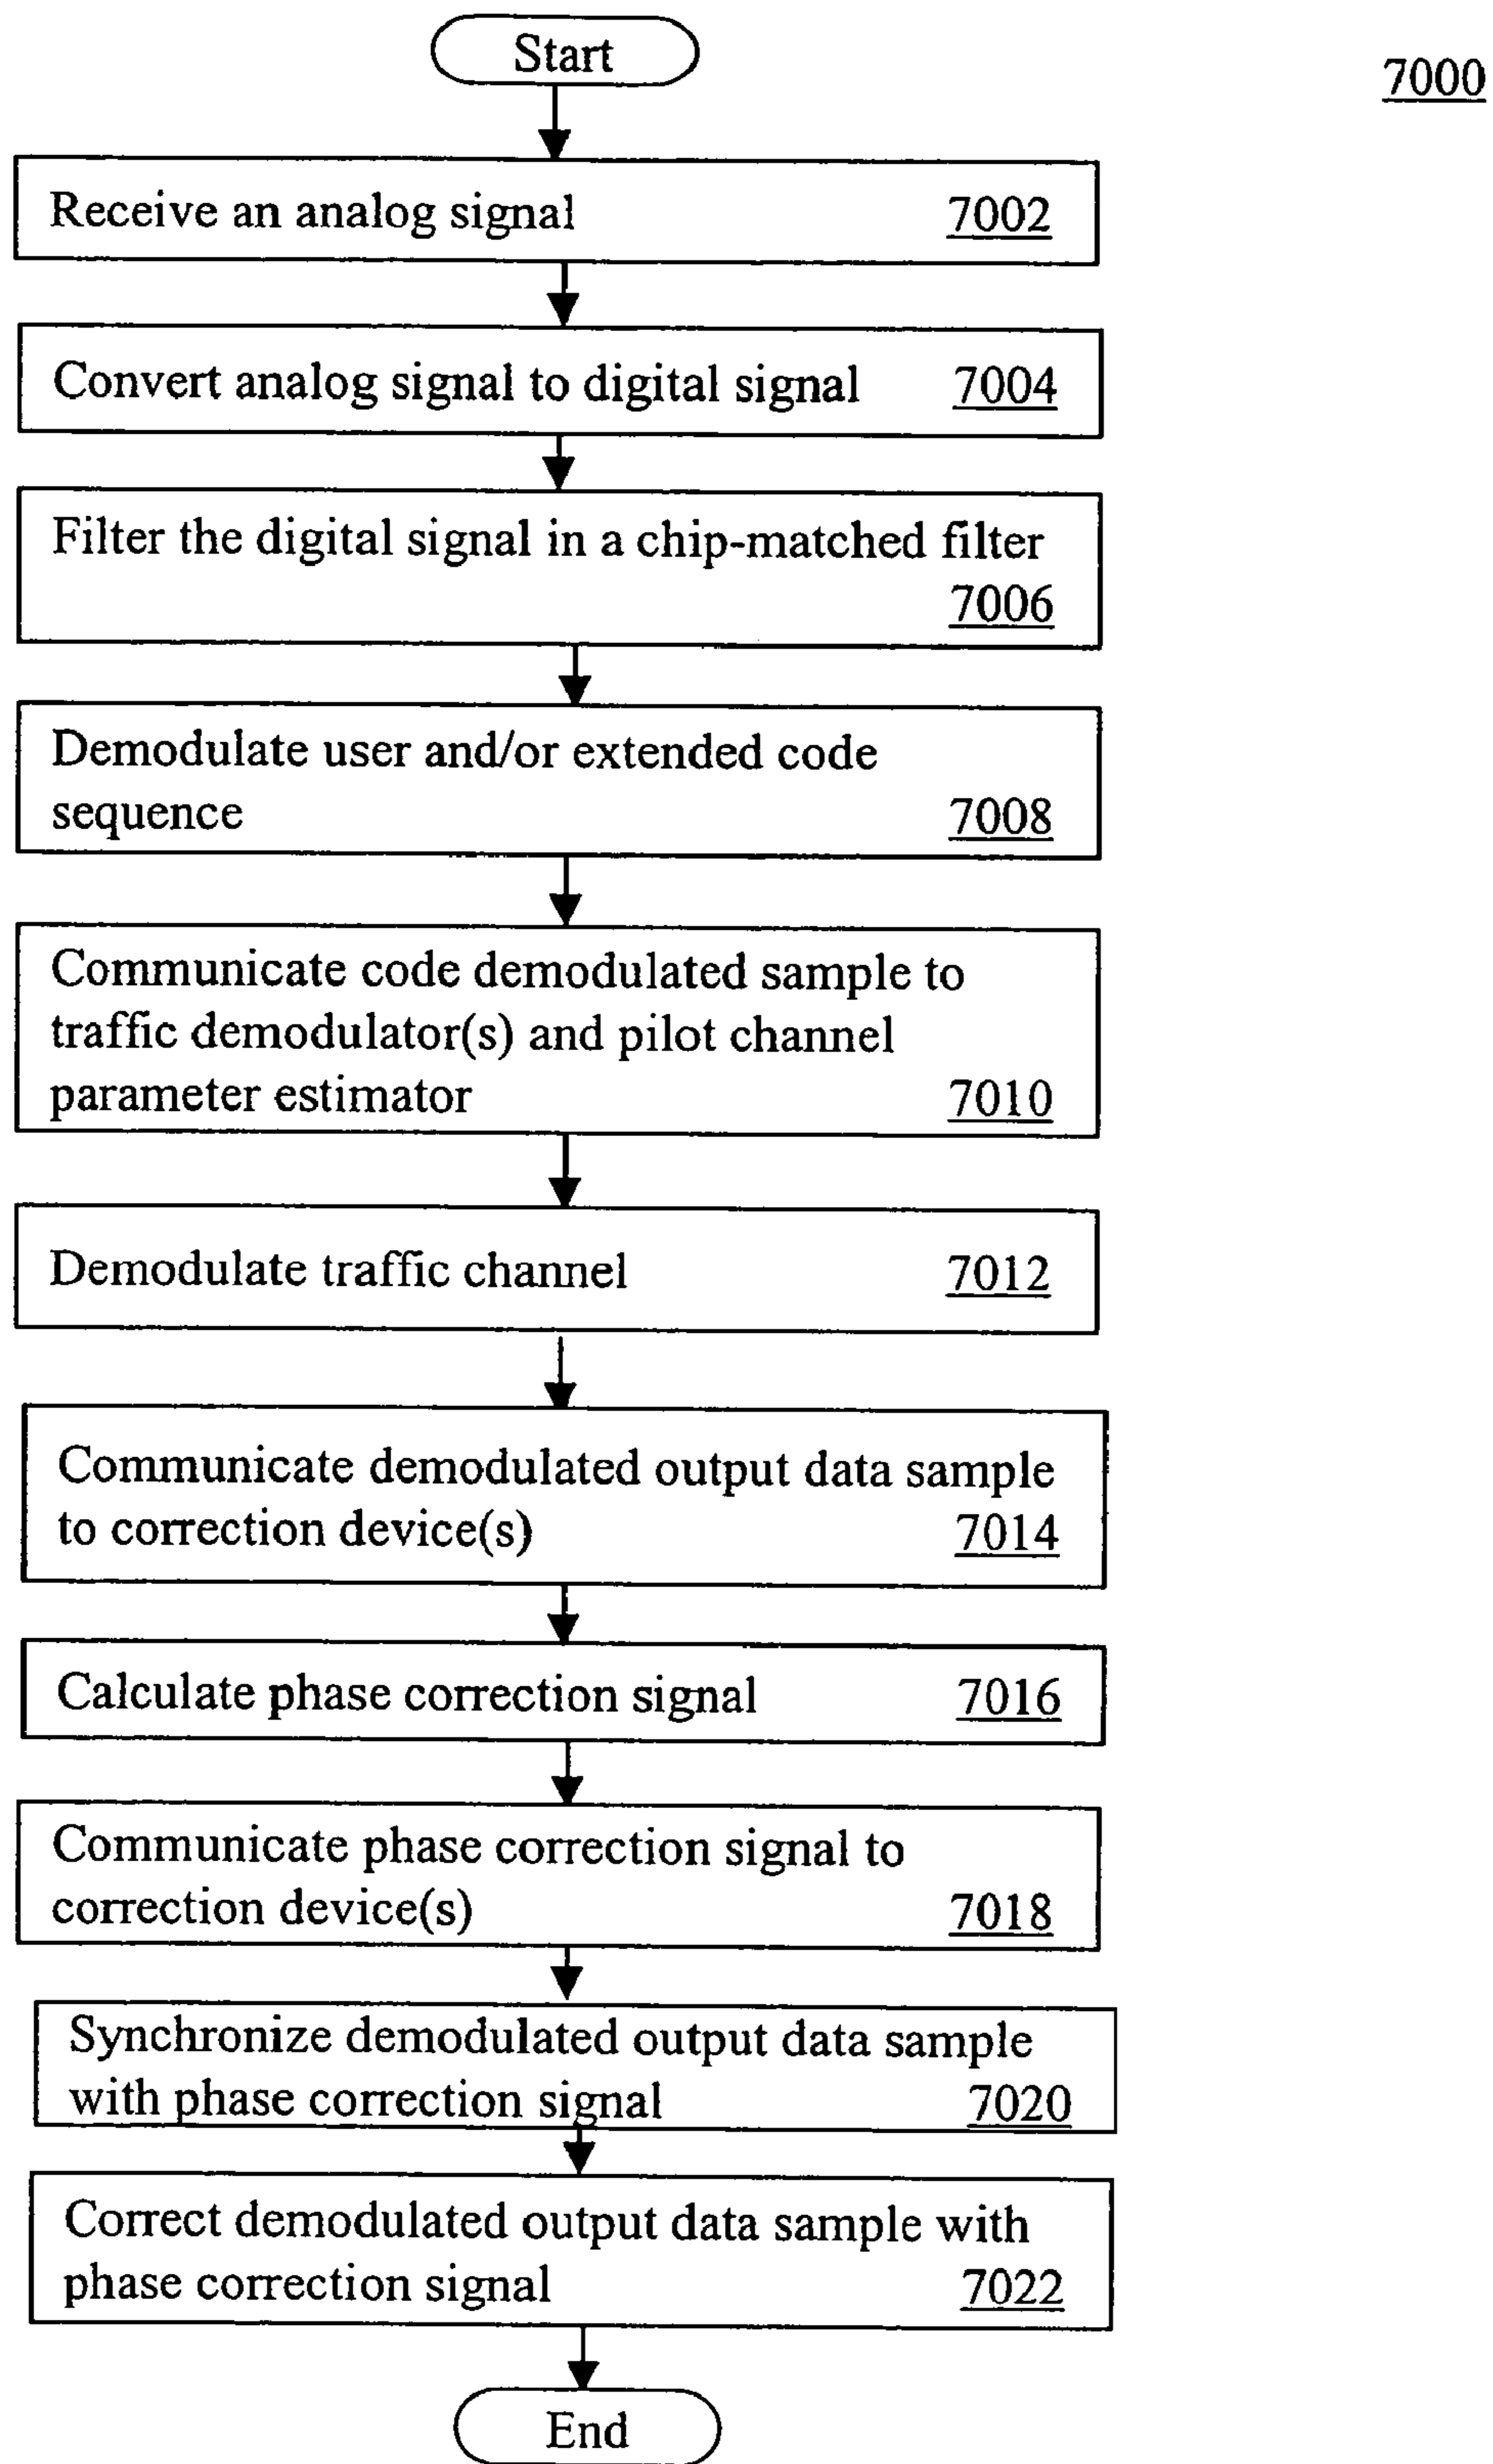 Start
7000
Receive an analog signal 7002
Convert analog signal to digital signal 7004
Filter the digital signal in a chip-matched filter
7006
Demodulate user and/or extended code
sequence 7008
Communicate code demodulated sample to
traffic demodulator(s) and pilot channel
parameter estimator 7010
Demodulate traffic channel 7012
Communicate demodulated output data sample
to correction device(s) 7014
Calculate phase correction signal 7016
Communicate phase correction signal to
correction device(s) 7018
Synchronize demodulated output data sample
with phase correction signal 7020
Correct demodulated output data sample with
phase correction signal 7022
End